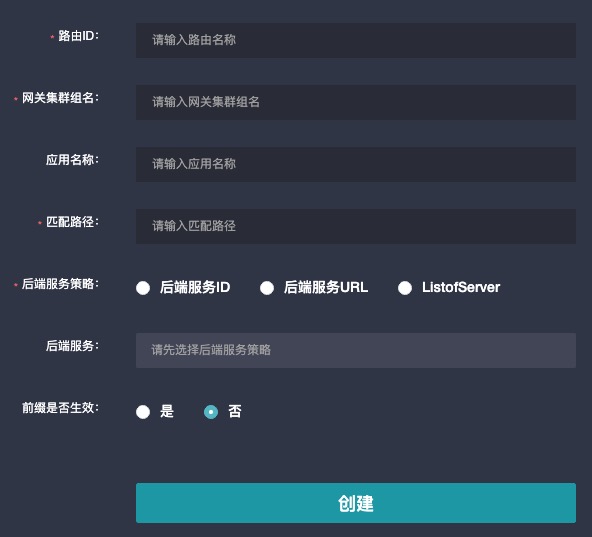 * 路由ID： 请输入路由名称
* 网关集群组名： 请输入网关集群组名
应用名称： 请输入应用名称
* 匹配路径： 请输入匹配路径
* 后端服务策略： 后端服务ID 后端服务URL ListofServer
后端服务： 请先选择后端服务策略
前缀是否生效： 是 否
创建